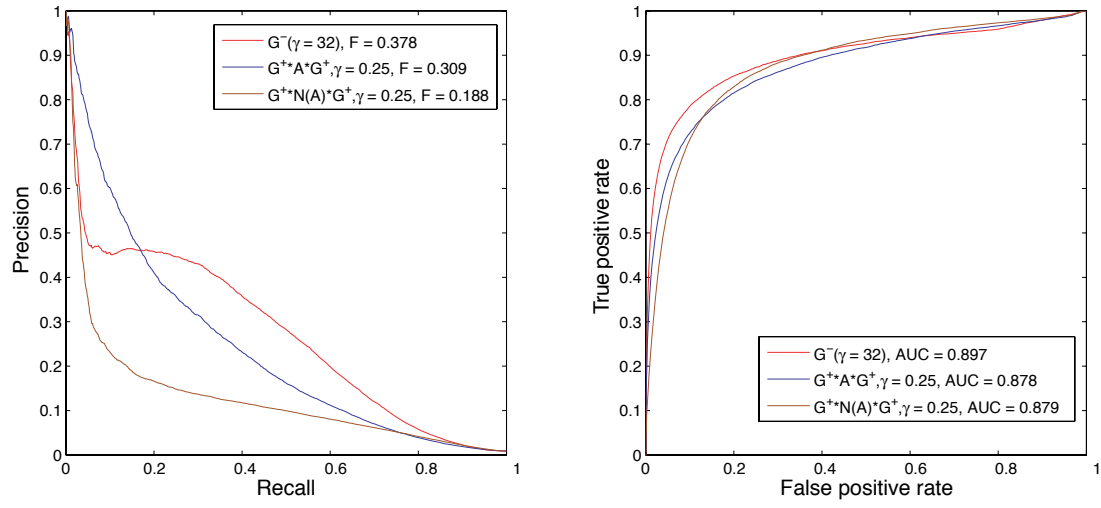 1
0.9
0.8
0.7
0.6
0.5
0.4
0.3
0.2
0.1
0
Precision
G⁻(γ = 32), F = 0.378
G⁺*A*G⁺,γ = 0.25, F = 0.309
G⁺*N(A)*G⁺,γ = 0.25, F = 0.188
0 0.2 0.4 0.6 0.8 1
Recall
1
0.9
0.8
0.7
0.6
0.5
0.4
0.3
0.2
0.1
0
True positive rate
G⁻(γ = 32), AUC = 0.897
G⁺*A*G⁺,γ = 0.25, AUC = 0.878
G⁺*N(A)*G⁺,γ = 0.25, AUC = 0.879
0 0.2 0.4 0.6 0.8 1
False positive rate